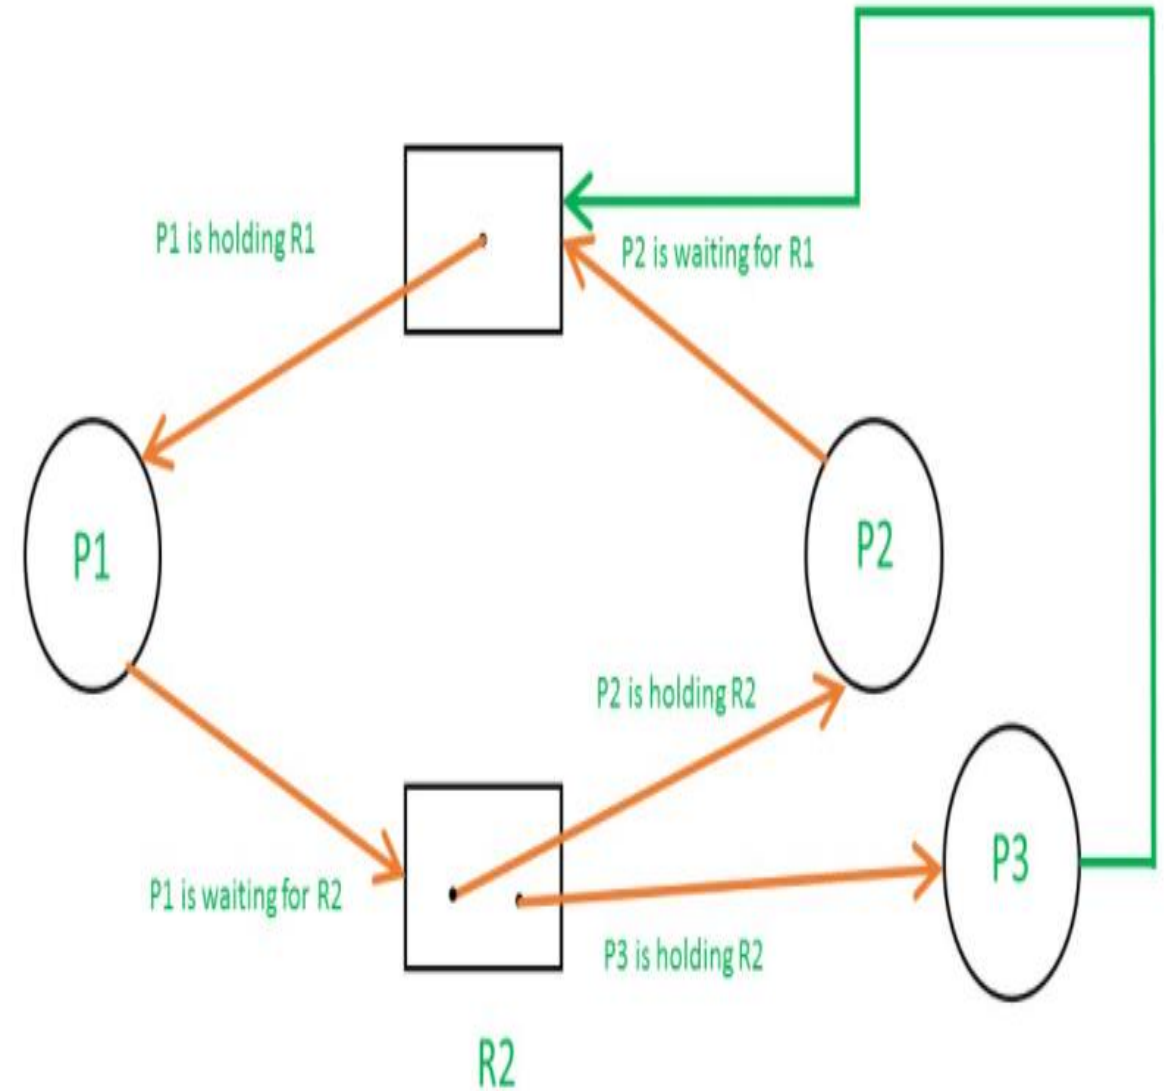 P1 is holding R1
P2 is waiting for R1
P1
P2
P2 is holding R2
P3
P1 is waiting for R2
P3 is holding R2
R2